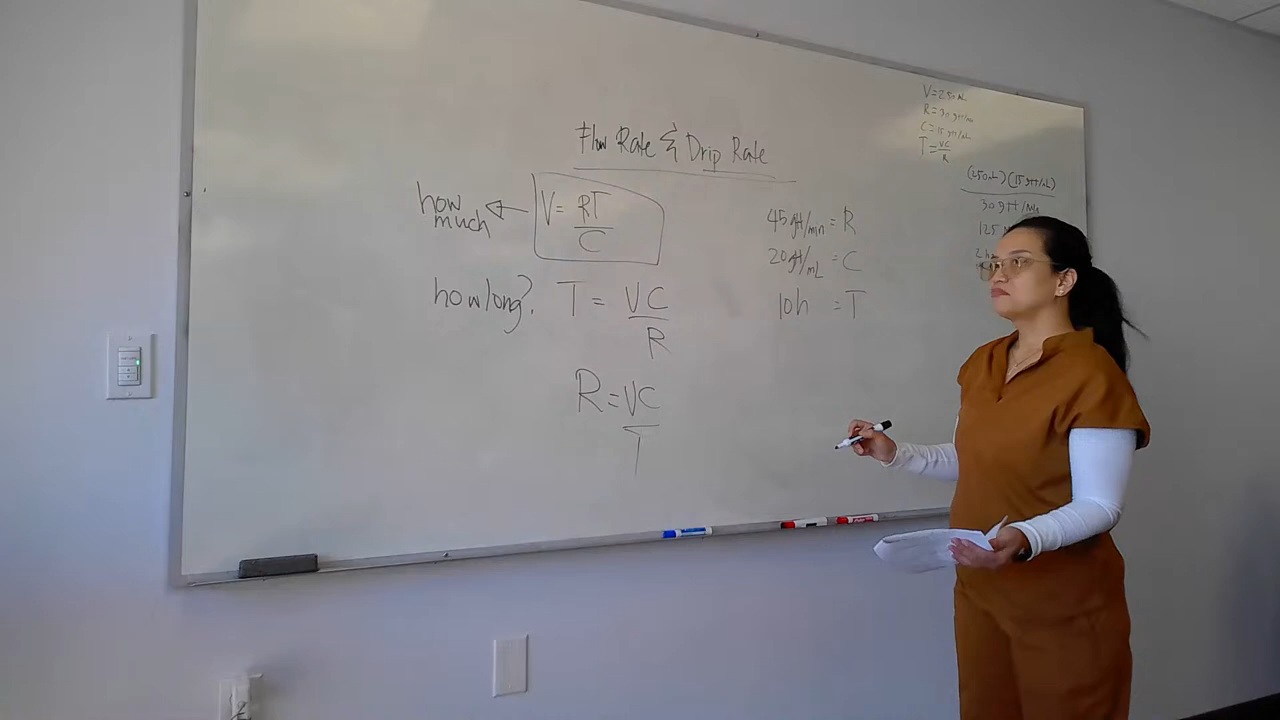 Flow Rate & Drip Rate
how much
V = RT
C
how long? T = VC
R
R = VC
T
45 gtt/min = R
20 gtt/mL = C
10h = T
V = 250 mL
R = 30 gtt/min
C = 15 gtt/mL
T = VC
R
(250 mL)(15 gtt/mL)
30 gtt/min
125
2 h